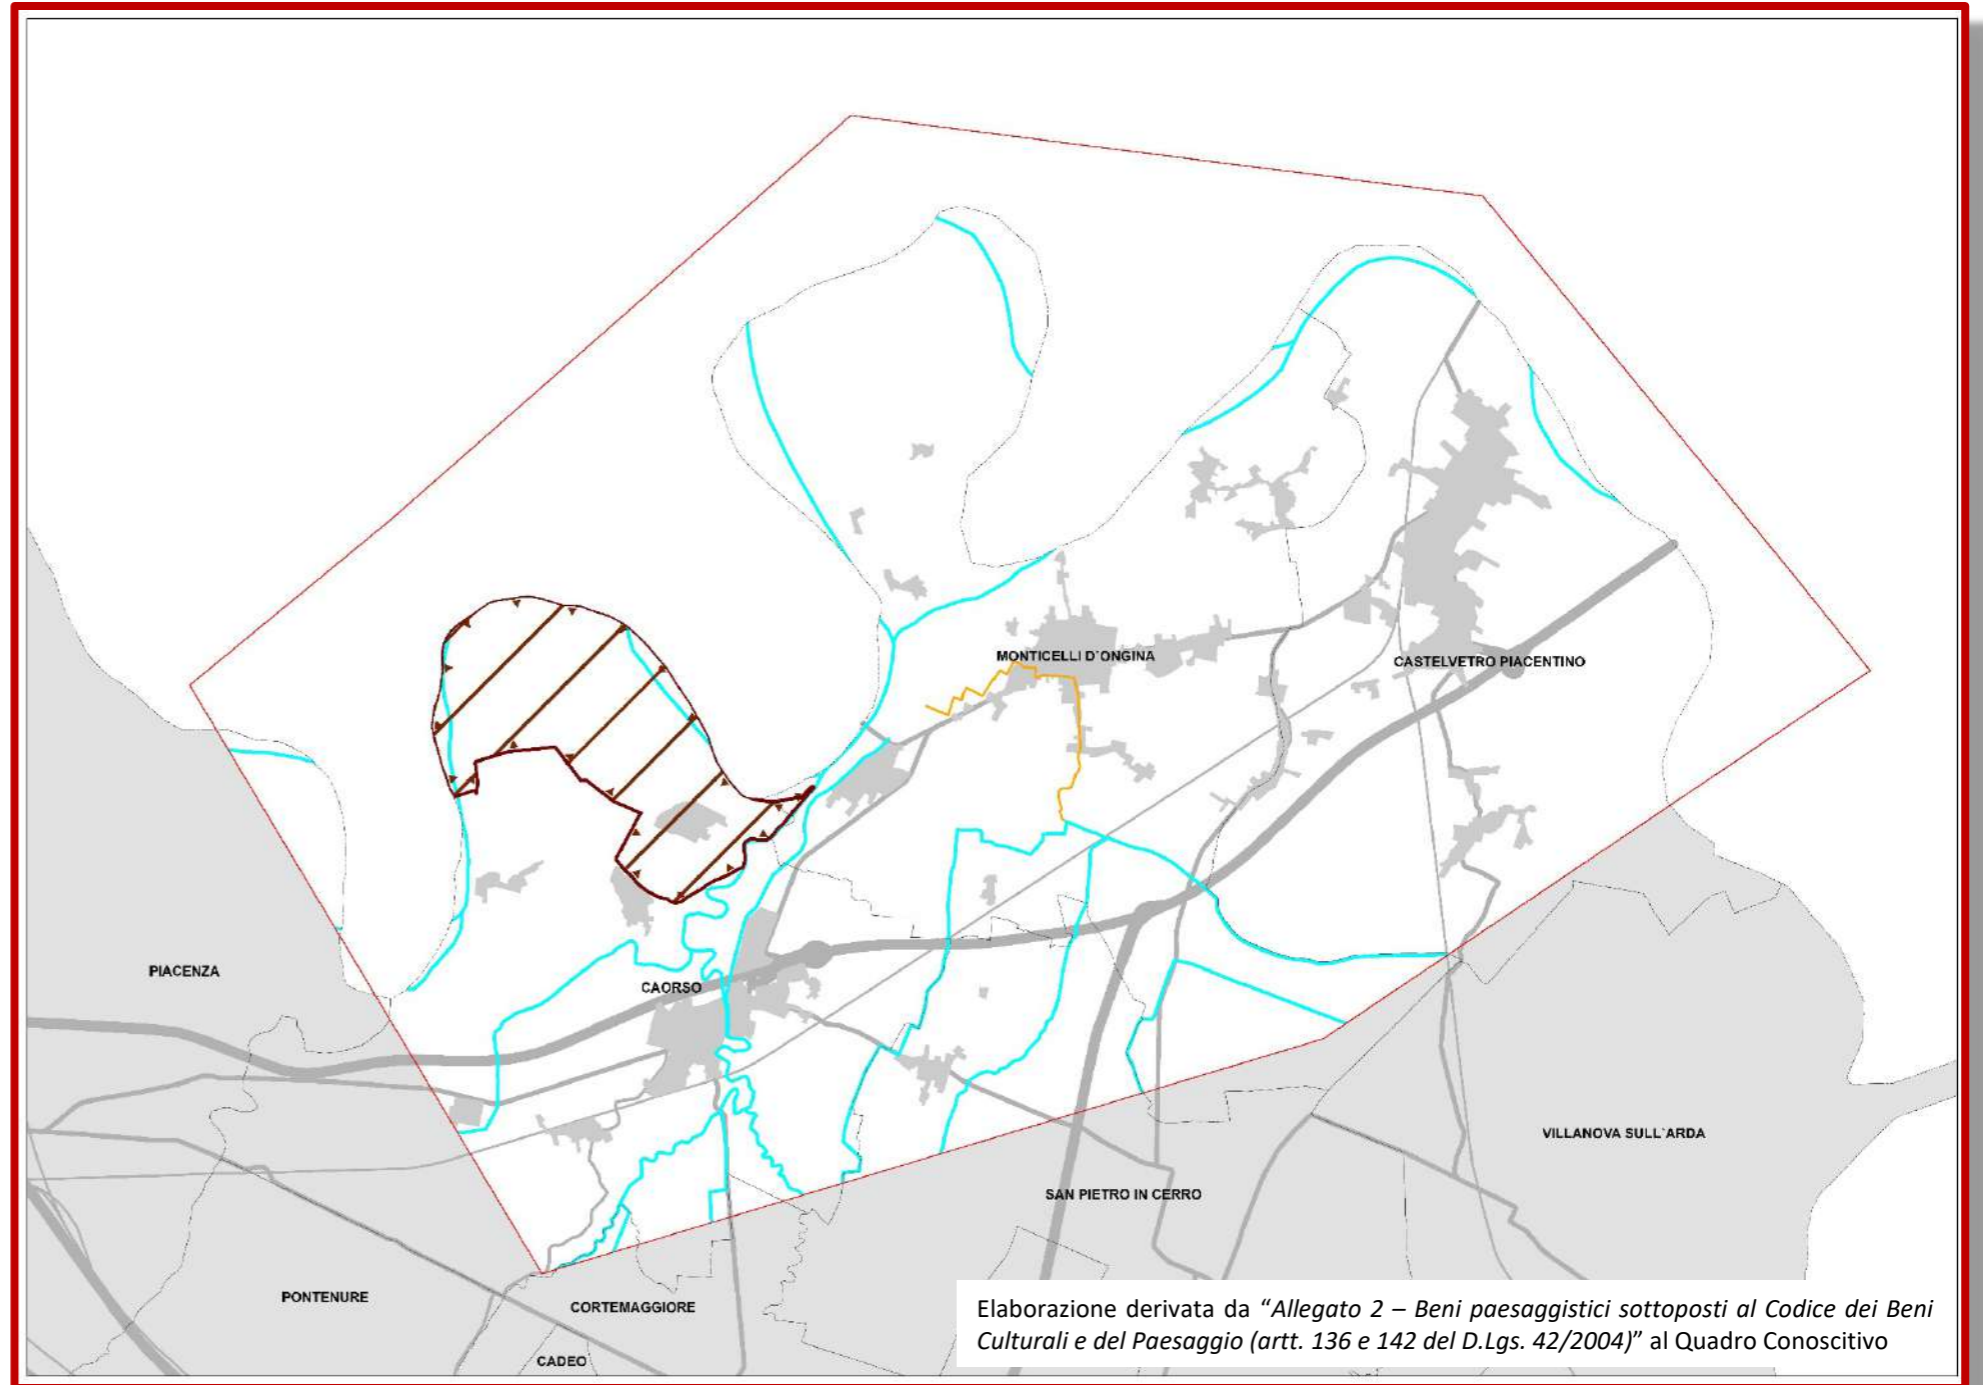 MONTICELLI D'ONGINA
CASTELVETRO PIACENTINO
PIACENZA
CAORSO
VILLANOVA SULL'ARDA
SAN PIETRO IN CERRO
PONTENURE
CORTEMAGGIORE
CADEO
Elaborazione derivata da “Allegato 2 – Beni paesaggistici sottoposti al Codice dei Beni
Culturali e del Paesaggio (artt. 136 e 142 del D.Lgs. 42/2004)” al Quadro Conoscitivo